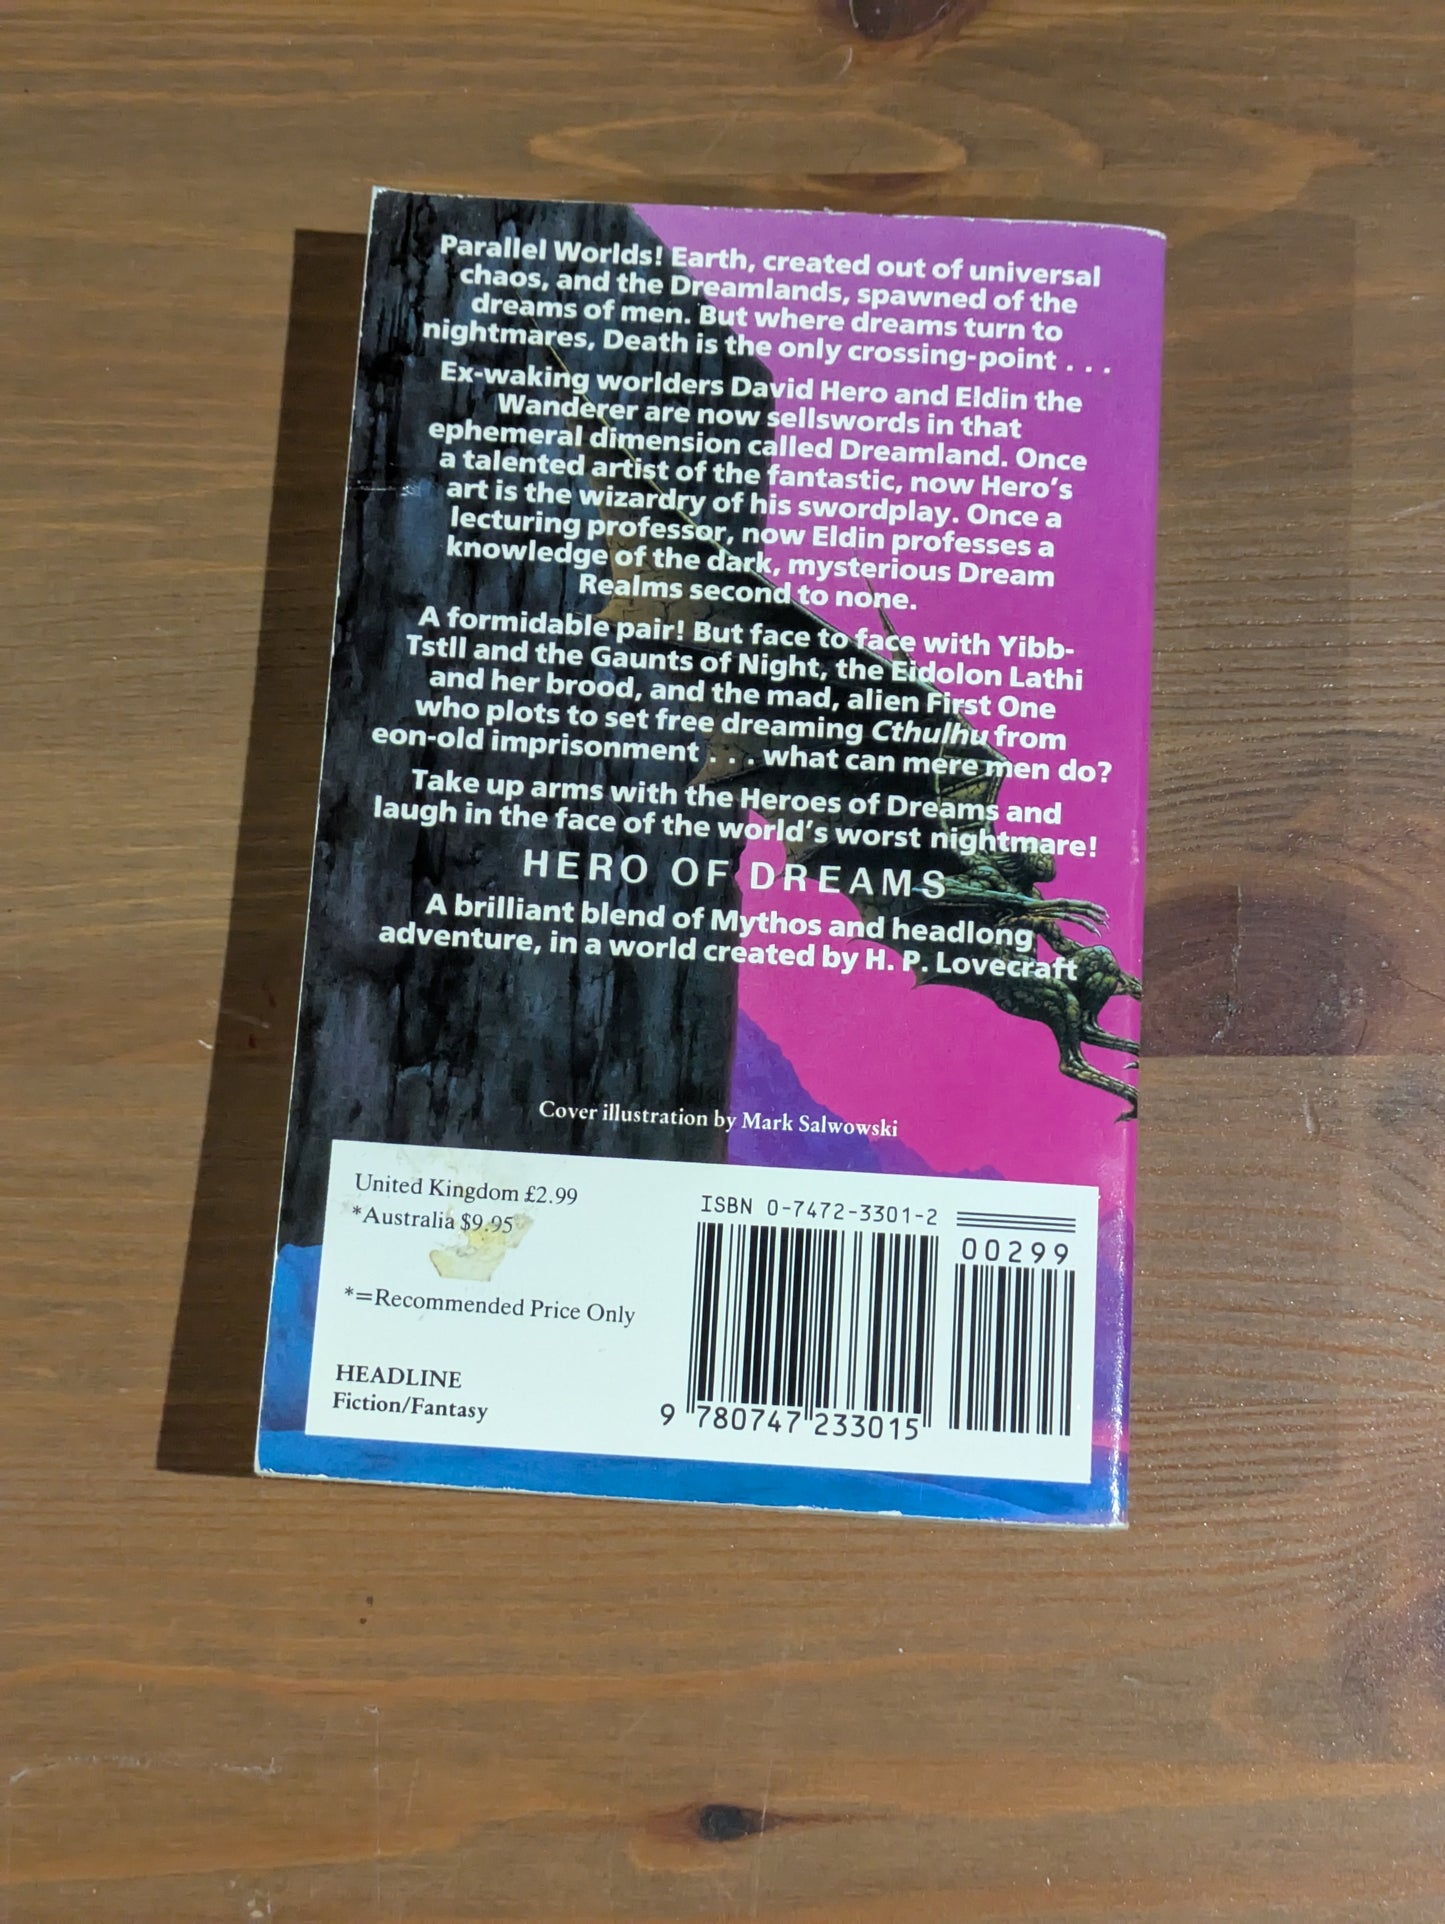 Parallel Worlds! Earth, created out of universal
chaos, and the Dreamlands, spawned of the
dreams of men. But where dreams turn to
nightmares, Death is the only crossing-point . . .
Ex-waking worlders David Hero and Eldin the
Wanderer are now sellswords in that
ephemeral dimension called Dreamland. Once
a talented artist of the fantastic, now Hero's
art is the wizardry of his swordplay. Once a
lecturing professor, now Eldin professes a
knowledge of the dark, mysterious Dream
Realms second to none.
A formidable pair! But face to face with Yibb-
Tstll and the Gaunts of Night, the Eidolon Lathi
and her brood, and the mad, alien First One
who plots to set free dreaming Cthulhu from
eon-old imprisonment . . . what can mere men do?
Take up arms with the Heroes of Dreams and
laugh in the face of the world's worst nightmare!
HERO OF DREAMS
A brilliant blend of Mythos and headlong
adventure, in a world created by H. P. Lovecraft
Cover illustration by Mark Salwowski
United Kingdom £2.99
*Australia $9.95
*=Recommended Price Only
HEADLINE
Fiction/Fantasy
ISBN 0-7472-3301-2
00299
9 780747 233015